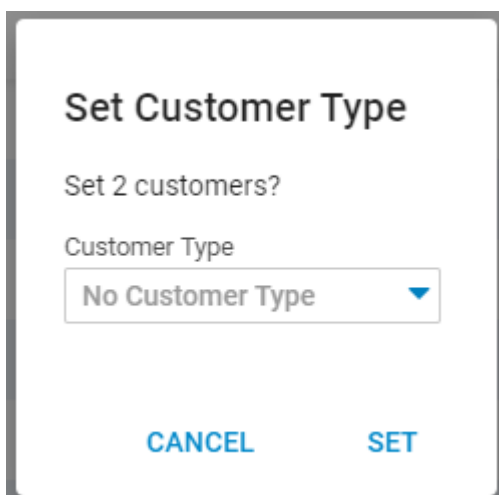 Set Customer Type
Set 2 customers?
Customer Type
No Customer Type
CANCEL SET